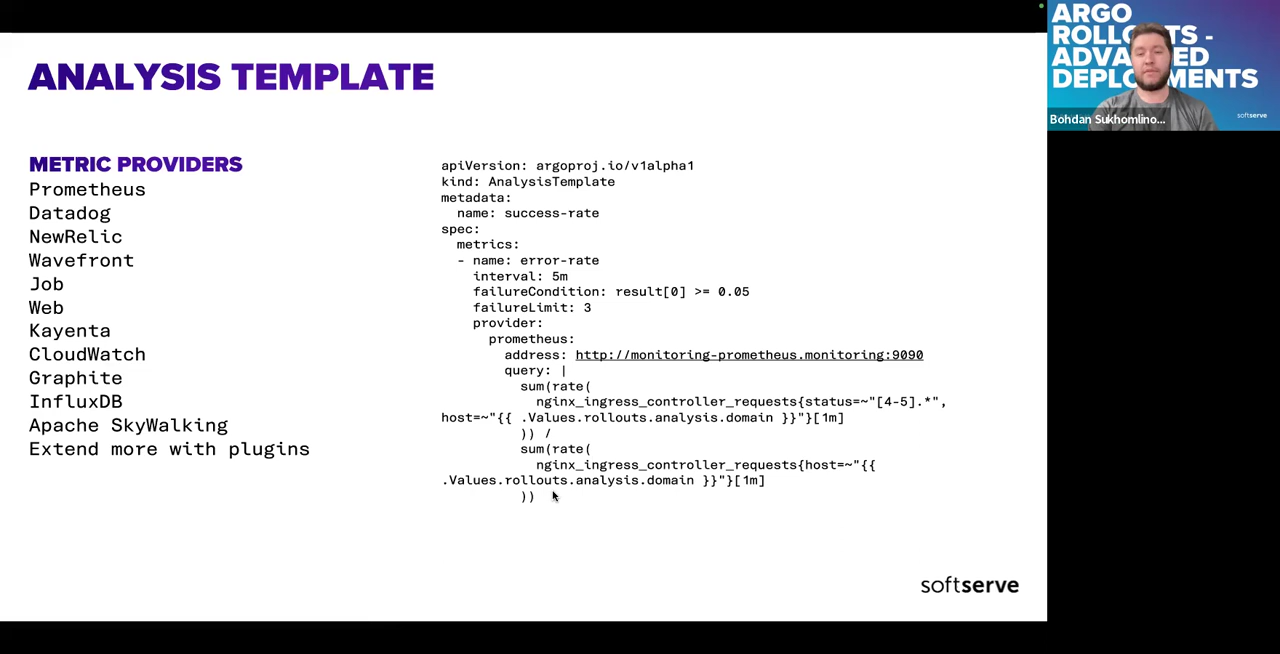 ANALYSIS TEMPLATE
METRIC PROVIDERS
Prometheus
Datadog
NewRelic
Wavefront
Job
Web
Kayenta
CloudWatch
Graphite
InfluxDB
Apache SkyWalking
Extend more with plugins
apiVersion: argoproj.io/v1alpha1
kind: AnalysisTemplate
metadata:
  name: success-rate
spec:
  metrics:
  - name: error-rate
    interval: 5m
    failureCondition: result[0] >= 0.05
    failureLimit: 3
    provider:
      prometheus:
        address: http://monitoring-prometheus.monitoring:9090
        query: |
          sum(rate(
            nginx_ingress_controller_requests{status=~"[4-5].*",
host=~"{{ .Values.rollouts.analysis.domain }}"}[1m]
          )) /
          sum(rate(
            nginx_ingress_controller_requests{host=~"{{
.Values.rollouts.analysis.domain }}"}[1m]
          ))
softserve
ARGO
ROLLOUTS -
ADVANCED
DEPLOYMENTS
softserve
Bohdan Sukhomlino...